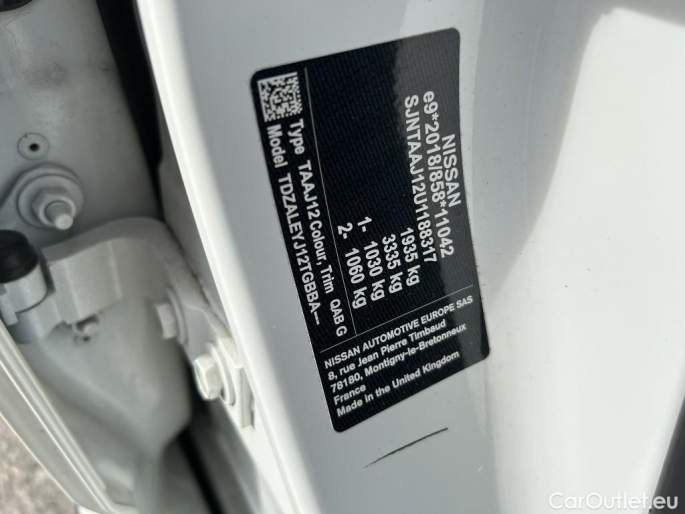 NISSAN
e9*2018/858*11042
SJNTAAJ12U1188317
1935 kg
3335 kg
1- 1030 kg
2- 1060 kg
Type TAAJ12 Colour, Trim QAB G
Model TDZALEYJ12TGBBA---
NISSAN AUTOMOTIVE EUROPE SAS
8, rue Jean Pierre Timbaud
78180, Montigny-le-Bretonneux
France
Made in the United Kingdom
CarOutlet.eu